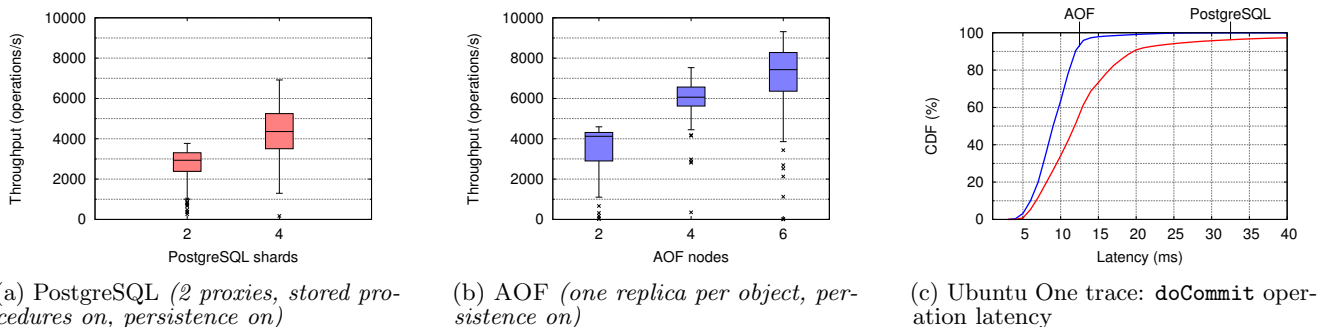 10000
8000
6000
4000
2000
0
Throughput (operations/s)
2
4
PostgreSQL shards
(a) PostgreSQL (2 proxies, stored pro-
cedures on, persistence on)
10000
8000
6000
4000
2000
0
Throughput (operations/s)
2
4
6
AOF nodes
(b) AOF (one replica per object, per-
sistence on)
AOF
PostgreSQL
100
80
60
40
20
0
CDF (%)
5
10
15
20
25
30
35
40
Latency (ms)
(c) Ubuntu One trace: doCommit oper-
ation latency